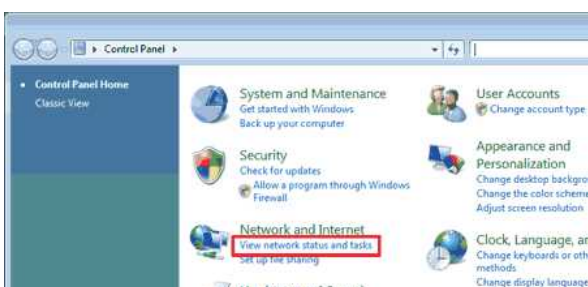 Control Panel
Control Panel Home
Classic View
System and Maintenance
Get started with Windows
Back up your computer
Security
Check for updates
Allow a program through Windows
Firewall
Network and Internet
View network status and tasks
Set up file sharing
User Accounts
Change account type
Appearance and
Personalization
Change desktop backgro
Change the color scheme
Adjust screen resolution
Clock, Language, an
Change keyboards or oth
methods
Change display language